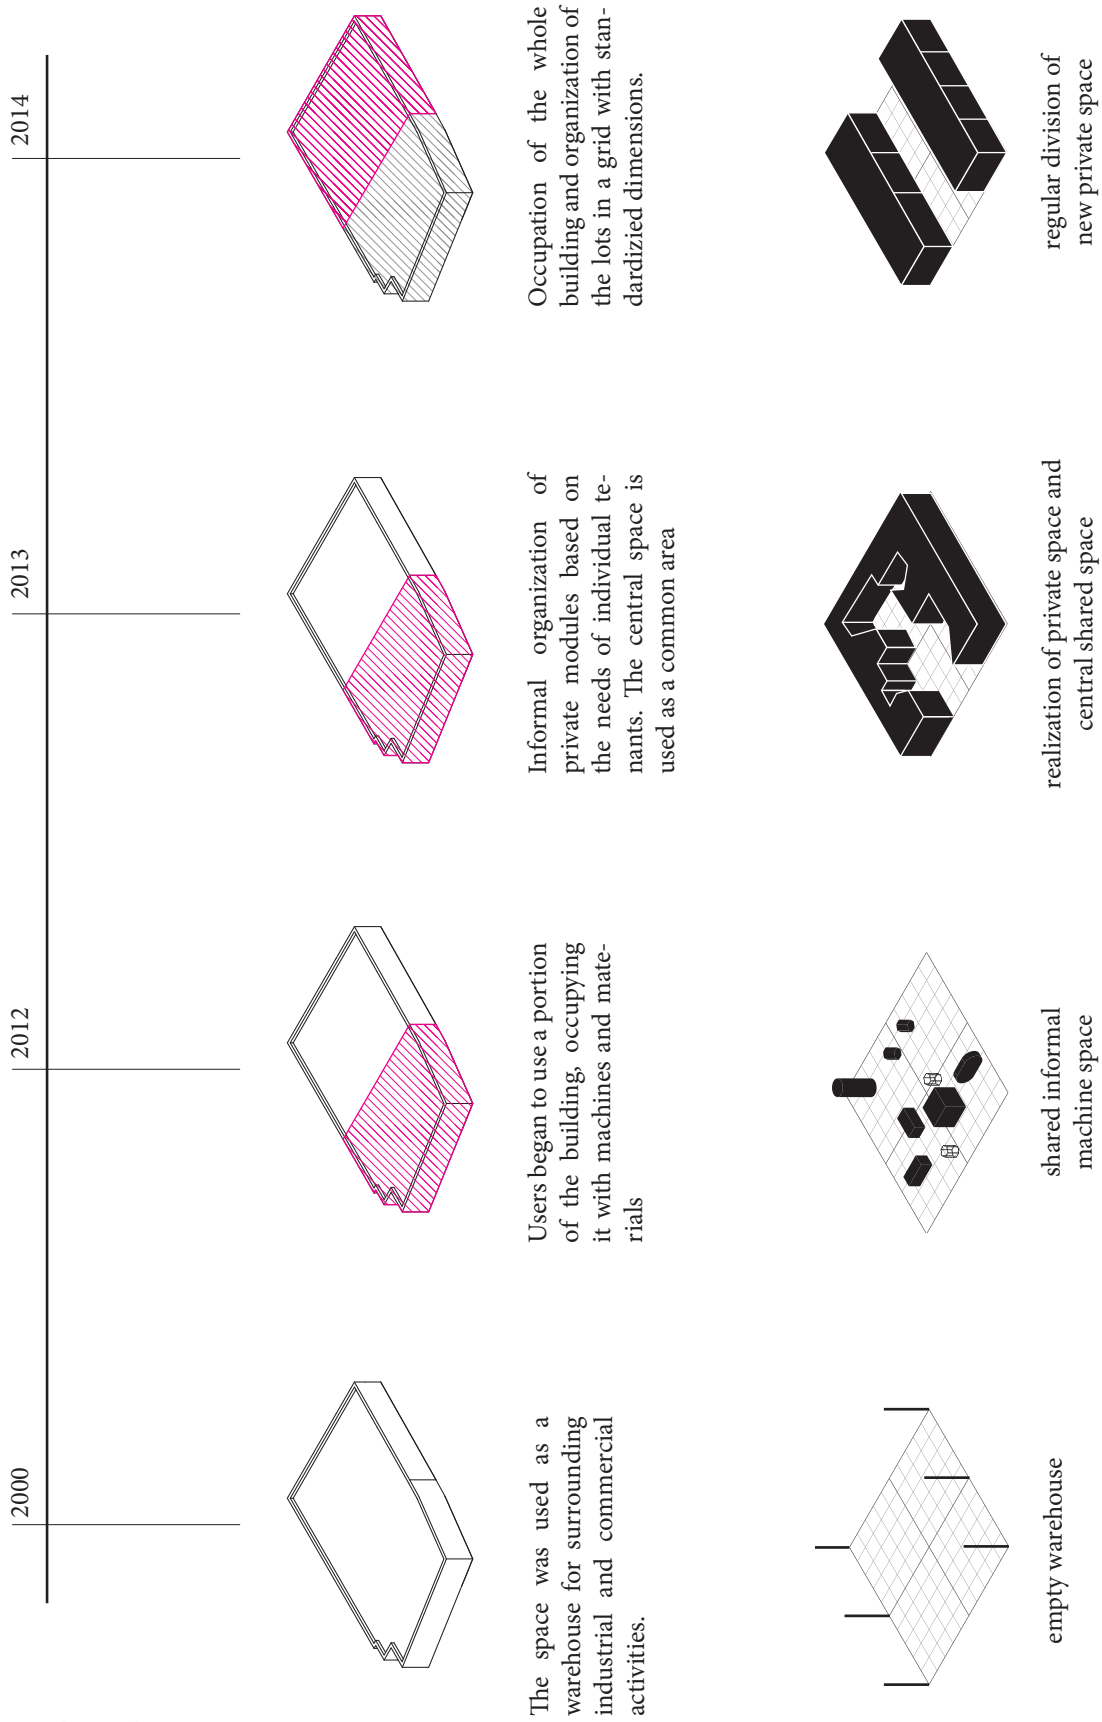 2000
2012
2013
2014
The space was used as a
warehouse for surrounding
industrial and commercial
activities.
Users began to use a portion
of the building, occupying
it with machines and mate-
rials
Informal organization of
private modules based on
the needs of individual te-
nants. The central space is
used as a common area
Occupation of the whole
building and organization of
the lots in a grid with stan-
dardizied dimensions.
empty warehouse
shared informal
machine space
realization of private space and
central shared space
regular division of
new private space